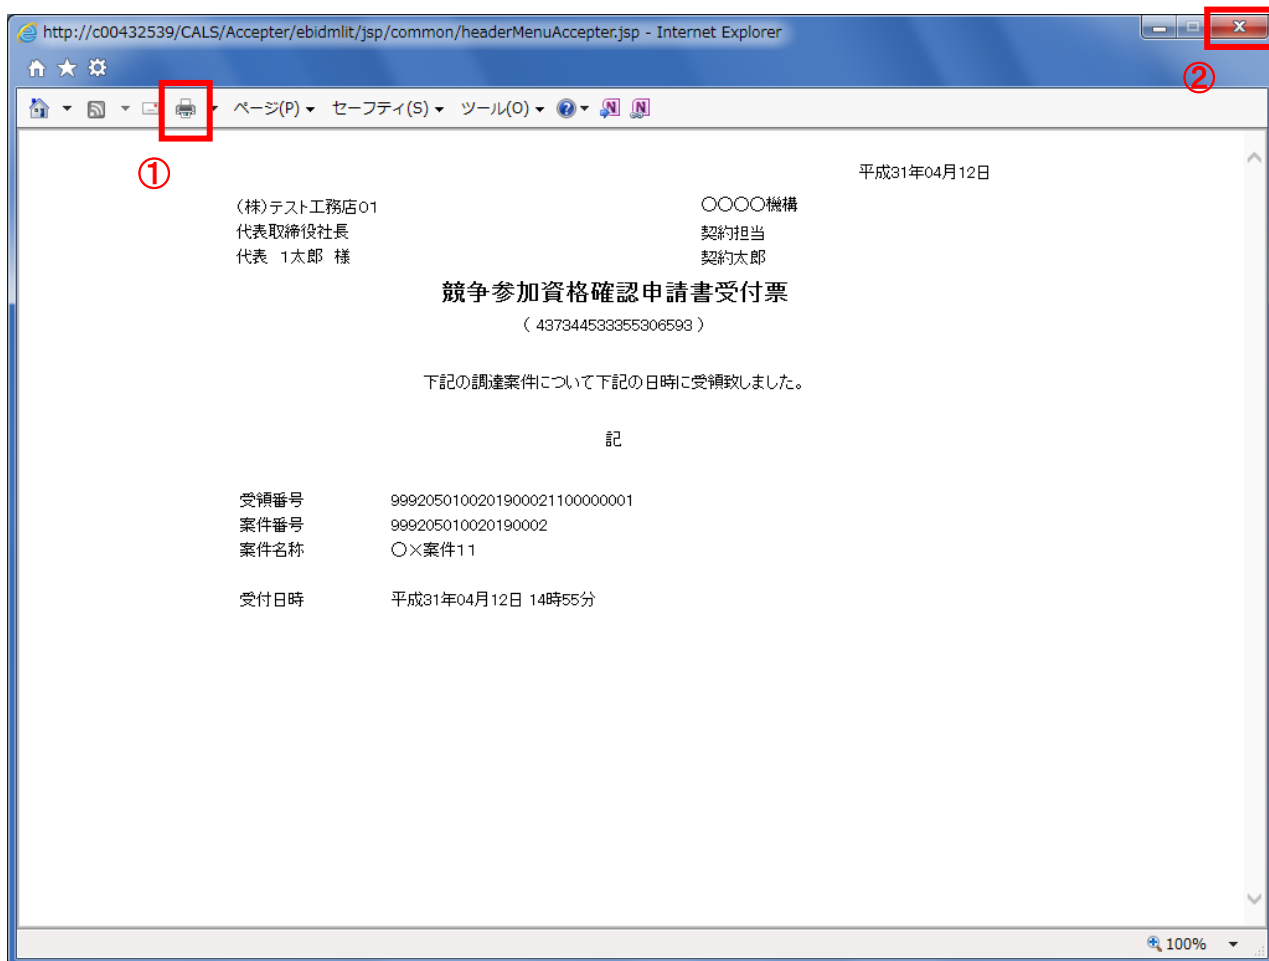 http://c00432539/CALS/Accepter/ebidmlit/jsp/common/headerMenuAccepter.jsp - Internet Explorer
②
ページ(P) セーフティ(S) ツール(O)
①
平成31年04月12日
(株)テスト工務店01
代表取締役社長
代表 1太郎 様
〇〇〇〇機構
契約担当
契約太郎
競争参加資格確認申請書受付票
( 437344533355306593 )
下記の調達案件について下記の日時に受領致しました。
記
受領番号 9992050100201900021100000001
案件番号 999205010020190002
案件名称 〇×案件11
受付日時 平成31年04月12日 14時55分
100%